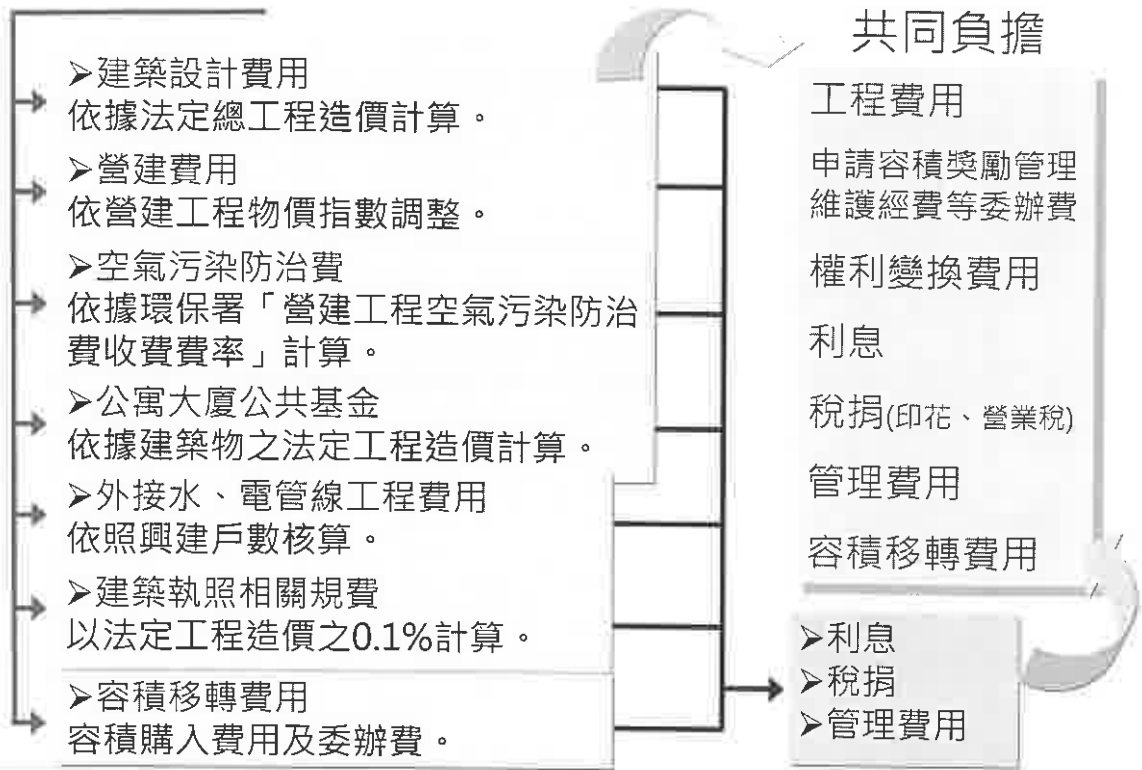 ➢建築設計費用
依據法定總工程造價計算。
➢營建費用
依營建工程物價指數調整。
➢空氣污染防治費
依據環保署「營建工程空氣污染防治
費收費費率」計算。
➢公寓大廈公共基金
依據建築物之法定工程造價計算。
➢外接水、電管線工程費用
依照興建戶數核算。
➢建築執照相關規費
以法定工程造價之0.1%計算。
➢容積移轉費用
容積購入費用及委辦費。
共同負擔
工程費用
申請容積獎勵管理
維護經費等委辦費
權利變換費用
利息
稅捐(印花、營業稅)
管理費用
容積移轉費用
➢利息
➢稅捐
➢管理費用